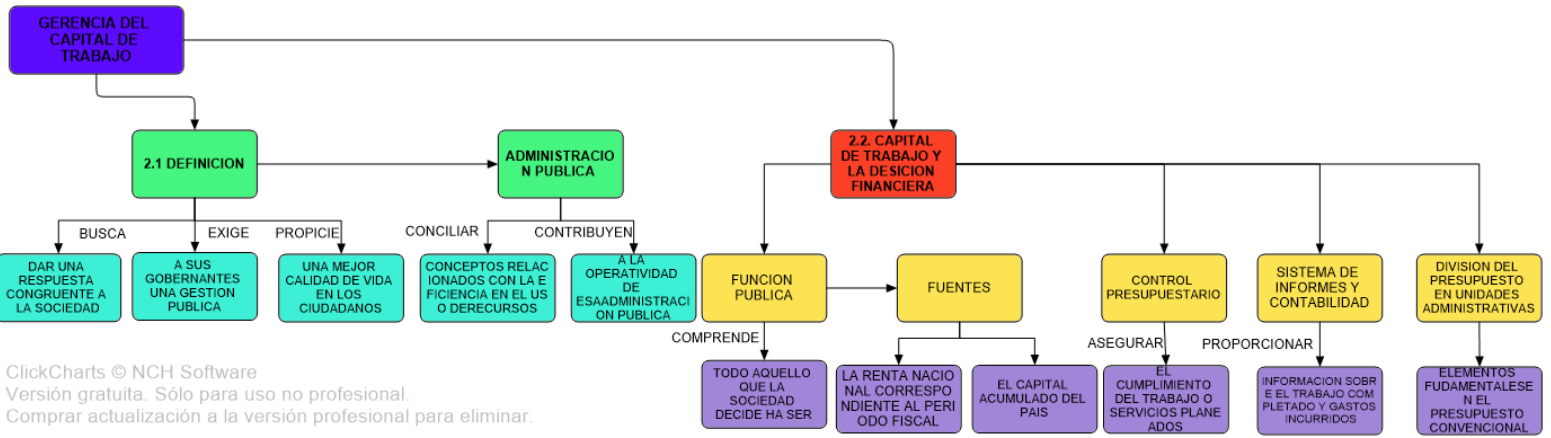 GERENCIA DEL
CAPITAL DE
TRABAJO
2.1 DEFINICION
ADMINISTRACIO
N PUBLICA
2.2. CAPITAL
DE TRABAJO Y
LA DESICION
FINANCIERA
BUSCA
EXIGE
PROPICIE
CONCILIAR
CONTRIBUYEN
DAR UNA
RESPUESTA
CONGRUENTE A
LA SOCIEDAD
A SUS
GOBERNANTES
UNA GESTION
PUBLICA
UNA MEJOR
CALIDAD DE VIDA
EN LOS
CIUDADANOS
CONCEPTOS RELAC
IONADOS CON LA E
FICIENCIA EN EL US
O DERECURSOS
A LA
OPERATIVIDAD
DE
ESAADMINISTRACI
ON PUBLICA
FUNCION
PUBLICA
FUENTES
CONTROL
PRESUPUESTARIO
SISTEMA DE
INFORMES Y
CONTABILIDAD
DIVISION DEL
PRESUPUESTO
EN UNIDADES
ADMINISTRATIVAS
COMPRENDE
ASEGURAR
PROPORCIONAR
TODO AQUELLO
QUE LA
SOCIEDAD
DECIDE HA SER
LA RENTA NACIO
NAL CORRESPO
NDIENTE AL PERI
ODO FISCAL
EL CAPITAL
ACUMULADO DEL
PAIS
EL
CUMPLIMIENTO
DEL TRABAJO O
SERVICIOS PLANE
ADOS
INFORMACION SOBR
E EL TRABAJO COM
PLETADO Y GASTOS
INCURRIDOS
ELEMENTOS
FUDAMENTALESE
N EL
PRESUPUESTO
CONVENCIONAL
ClickCharts © NCH Software
Versión gratuita. Sólo para uso no profesional.
Comprar actualización a la versión profesional para eliminar.